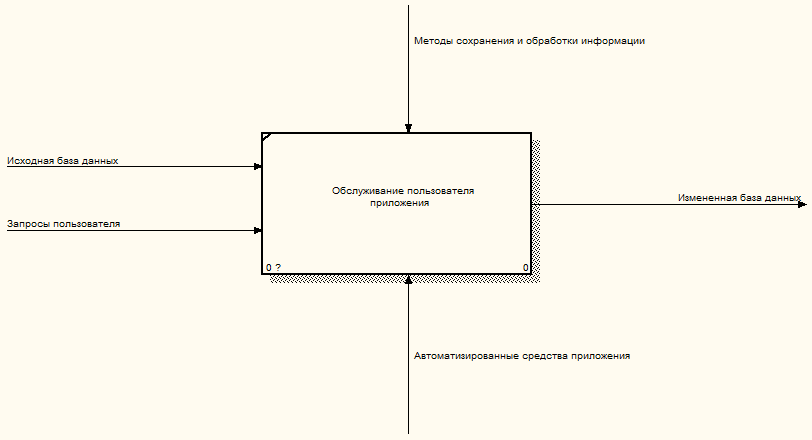 Методы сохранения и обработки информации
Исходная база данных
Обслуживание пользователя
приложения
Измененная база данных
Запросы пользователя
0 ?
0
Автоматизированные средства приложения